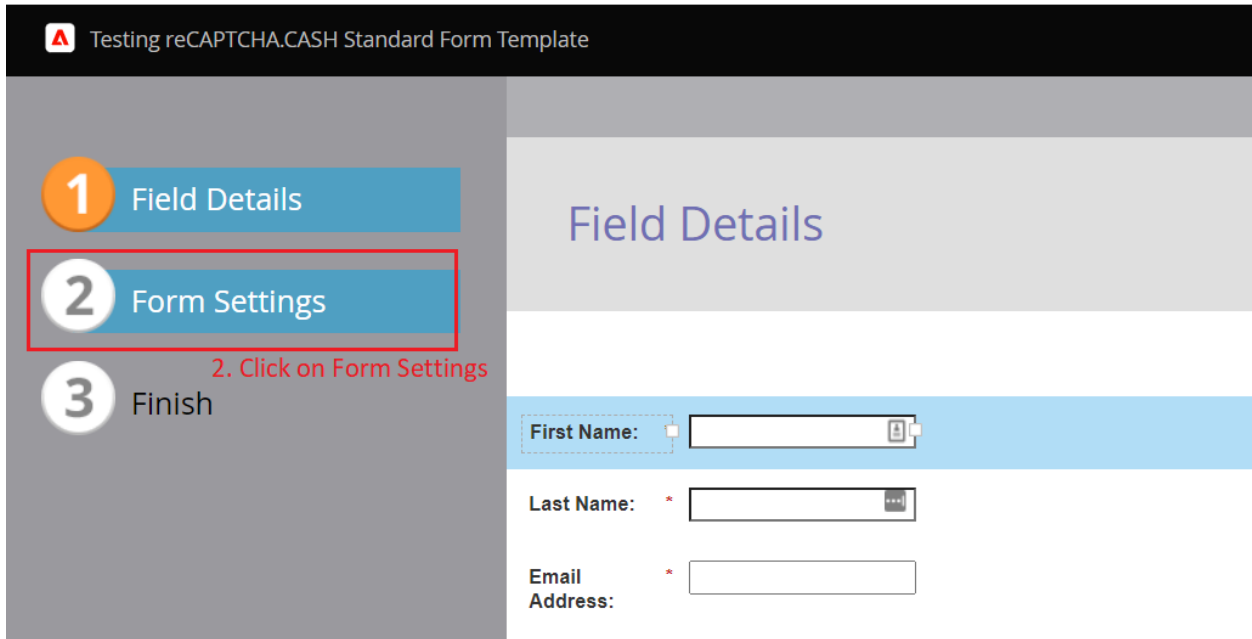 Testing reCAPTCHA.CASH Standard Form Template
1 Field Details
2 Form Settings
2. Click on Form Settings
3 Finish
Field Details
First Name:
Last Name: *
Email *
Address: